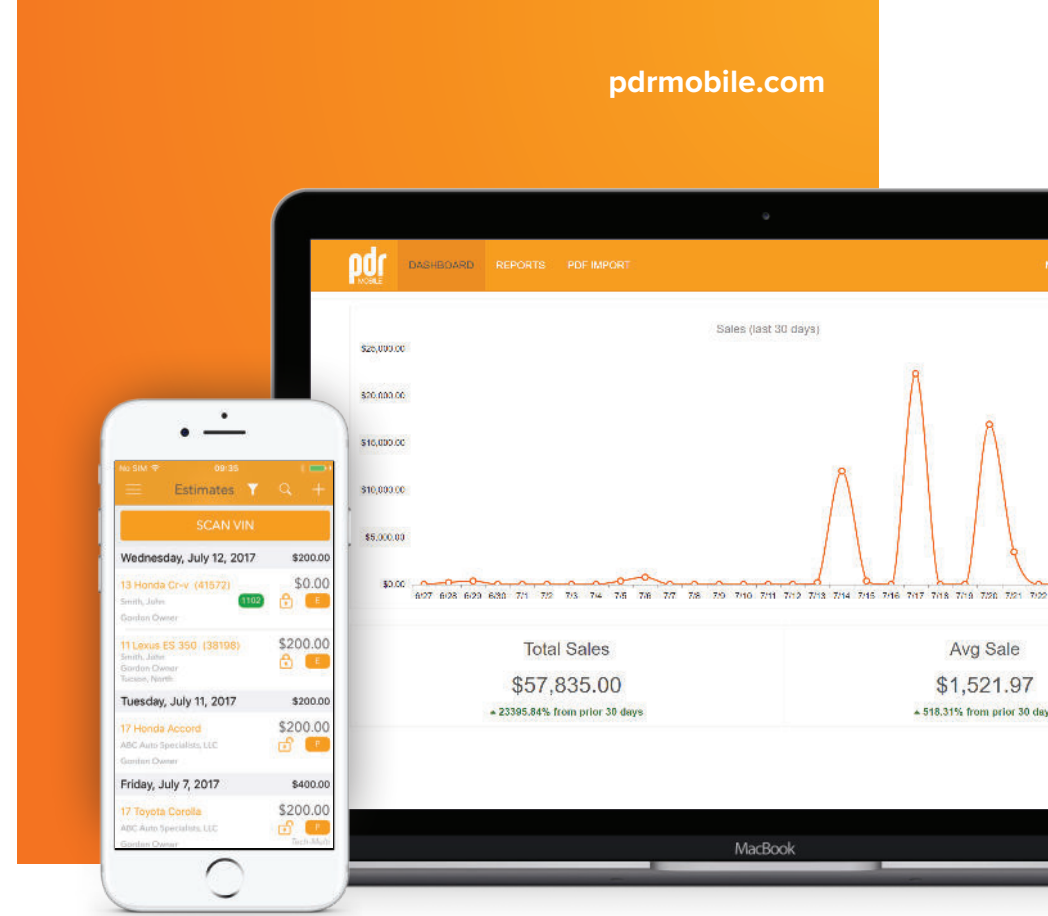 pdrmobile.com
pdr
MOBILE
DASHBOARD REPORTS PDF IMPORT
Sales (last 30 days)
$25,000.00
$20,000.00
$15,000.00
$10,000.00
$5,000.00
$0.00
6/27 6/28 6/29 6/30 7/1 7/2 7/3 7/4 7/5 7/6 7/7 7/8 7/9 7/10 7/11 7/12 7/13 7/14 7/15 7/16 7/17 7/18 7/19 7/20 7/21 7/22
Total Sales
$57,835.00
23395.84% from prior 30 days
Avg Sale
$1,521.97
518.31% from prior 30 day
MacBook
No SIM 09:35
Estimates
SCAN VIN
Wednesday, July 12, 2017 $200.00
13 Honda Cr-v (41572) $0.00
Smith, John 1102 E
Gordon Owner
11 Lexus ES 350 (38198) $200.00
Smith, John E
Gordon Owner
Tucson, North
Tuesday, July 11, 2017 $200.00
17 Honda Accord $200.00
ABC Auto Specialists, LLC P
Gordon Owner
Friday, July 7, 2017 $400.00
17 Toyota Corolla $200.00
ABC Auto Specialists, LLC P
Gordon Owner Tech-Multi